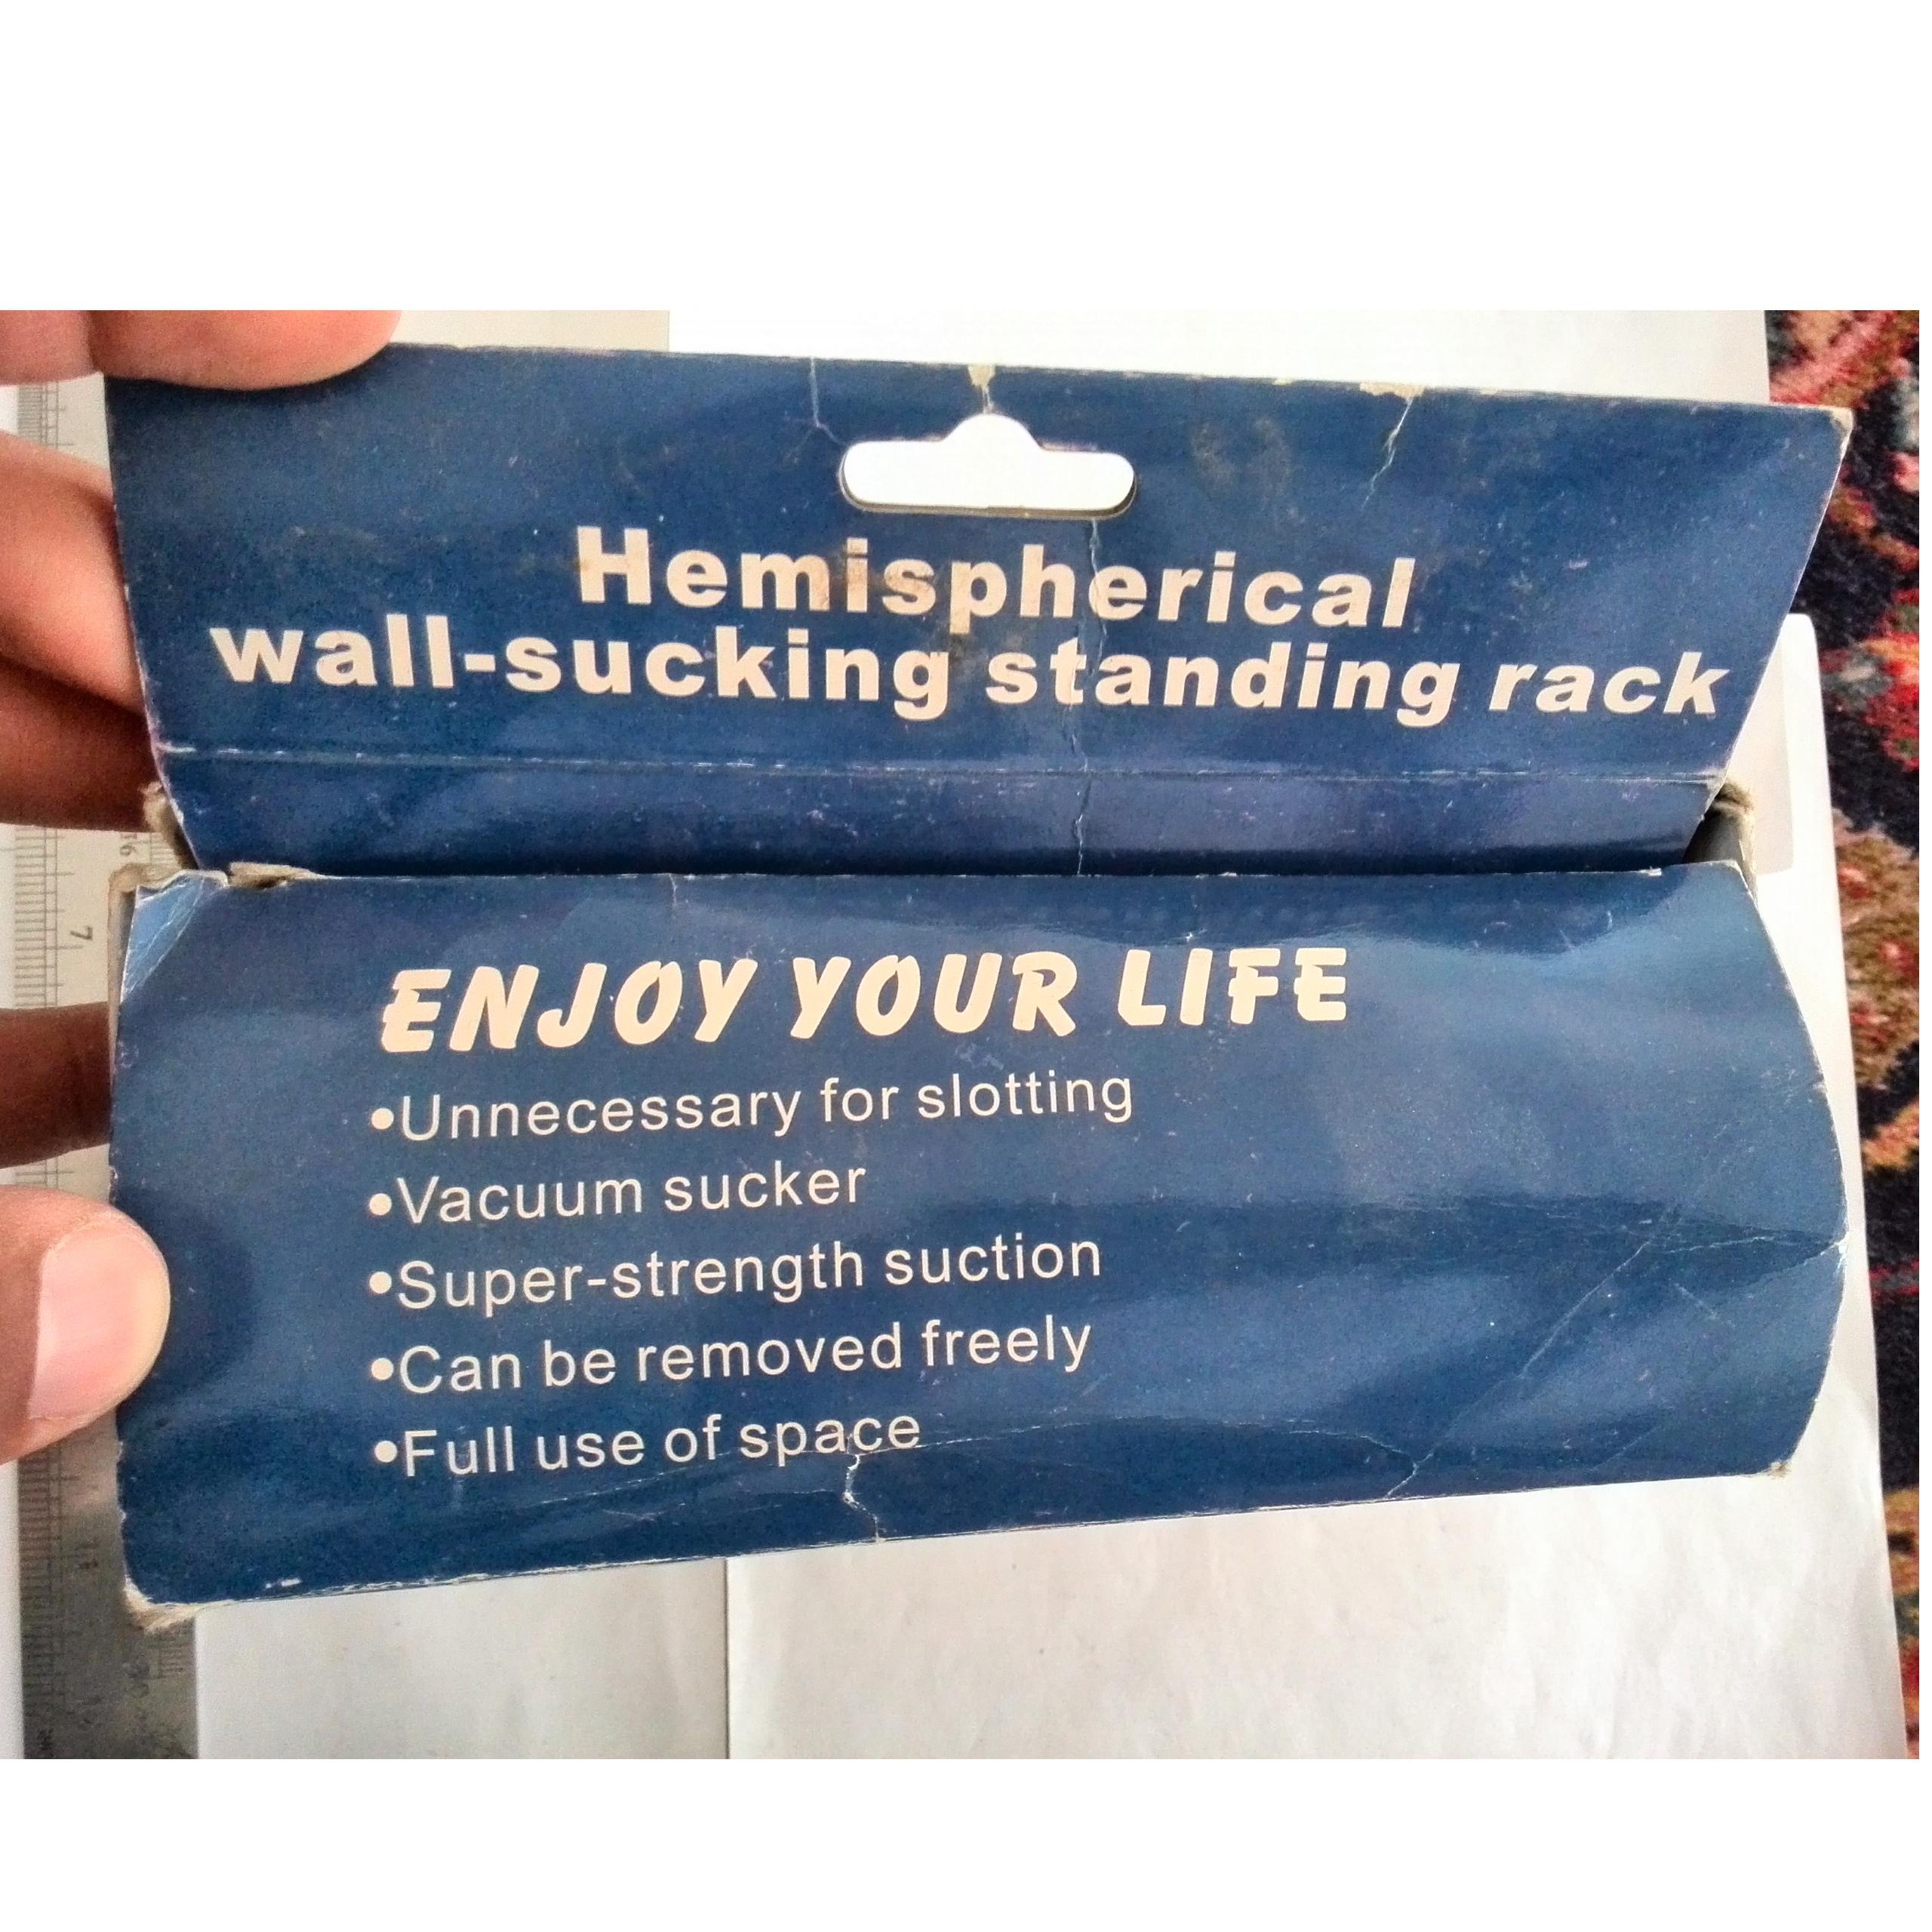 Hemispherical
wall-sucking standing rack
ENJOY YOUR LIFE
•Unnecessary for slotting
•Vacuum sucker
•Super-strength suction
•Can be removed freely
•Full use of space
7